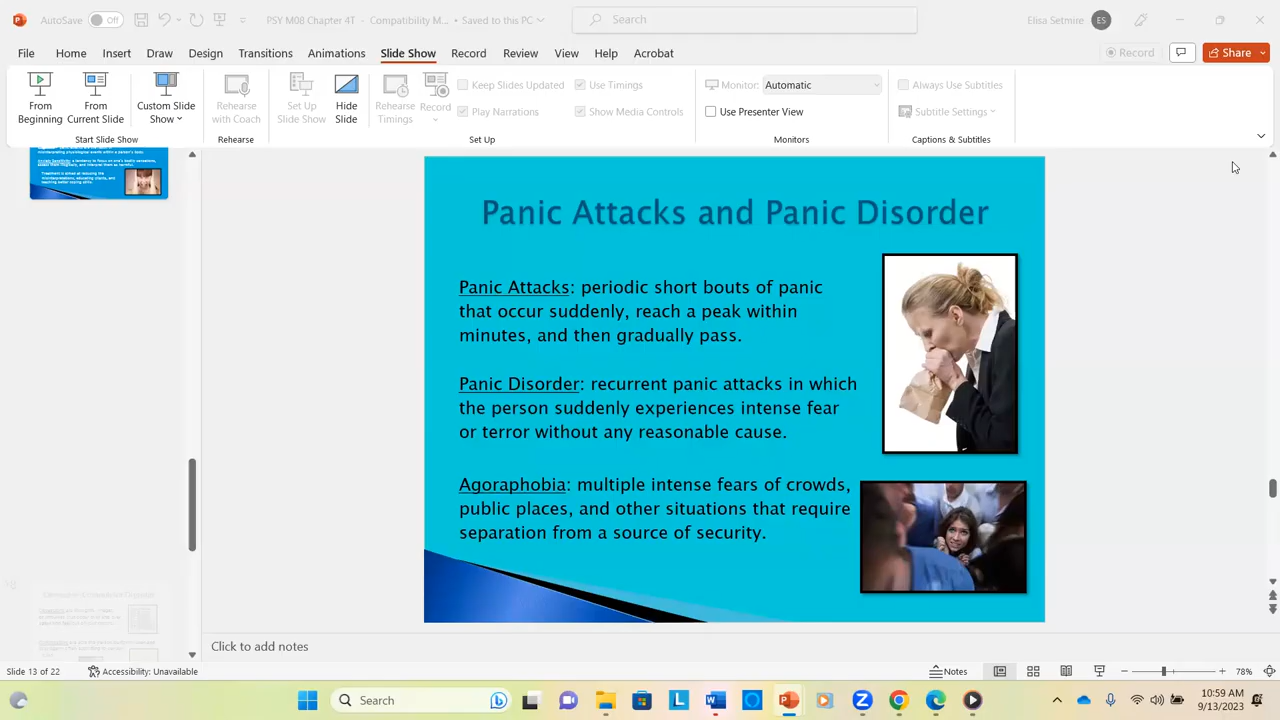 AutoSave Off PSY M08 Chapter 4T - Compatibility M... • Saved to this PC Search Elisa Setmire ES
File Home Insert Draw Design Transitions Animations Slide Show Record Review View Help Acrobat Record Share
From Beginning
From Current Slide
Custom Slide Show
Rehearse with Coach
Set Up Slide Show
Hide Slide
Rehearse Timings
Record
Keep Slides Updated Use Timings
Play Narrations Show Media Controls
Monitor: Automatic
Use Presenter View
Always Use Subtitles
Subtitle Settings
Start Slide Show Rehearse Set Up Monitors Captions & Subtitles
Panic Attacks and Panic Disorder
Panic Attacks: periodic short bouts of panic
that occur suddenly, reach a peak within
minutes, and then gradually pass.
Panic Disorder: recurrent panic attacks in which
the person suddenly experiences intense fear
or terror without any reasonable cause.
Agoraphobia: multiple intense fears of crowds,
public places, and other situations that require
separation from a source of security.
Click to add notes
Slide 13 of 22 Accessibility: Unavailable Notes 78%
Search
10:59 AM
9/13/2023